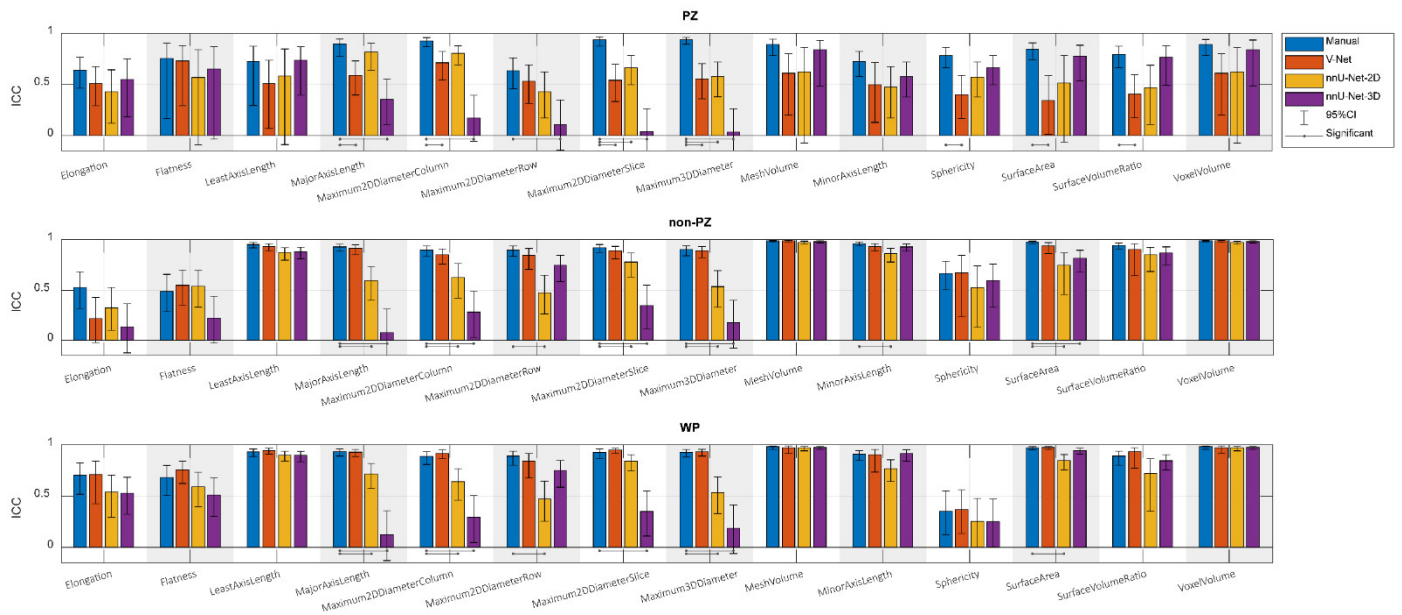 PZ
1
0.5
0
ICC
Elongation
Flatness
LeastAxisLength
MajorAxisLength
Maximum2DDiameterColumn
Maximum2DDiameterRow
Maximum2DDiameterSlice
Maximum3DDiameter
MeshVolume
MinorAxisLength
Sphericity
SurfaceArea
SurfaceVolumeRatio
VoxelVolume
Manual
V-Net
nnU-Net-2D
nnU-Net-3D
95%CI
Significant
non-PZ
1
0.5
0
ICC
Elongation
Flatness
LeastAxisLength
MajorAxisLength
Maximum2DDiameterColumn
Maximum2DDiameterRow
Maximum2DDiameterSlice
Maximum3DDiameter
MeshVolume
MinorAxisLength
Sphericity
SurfaceArea
SurfaceVolumeRatio
VoxelVolume
WP
1
0.5
0
ICC
Elongation
Flatness
LeastAxisLength
MajorAxisLength
Maximum2DDiameterColumn
Maximum2DDiameterRow
Maximum2DDiameterSlice
Maximum3DDiameter
MeshVolume
MinorAxisLength
Sphericity
SurfaceArea
SurfaceVolumeRatio
VoxelVolume